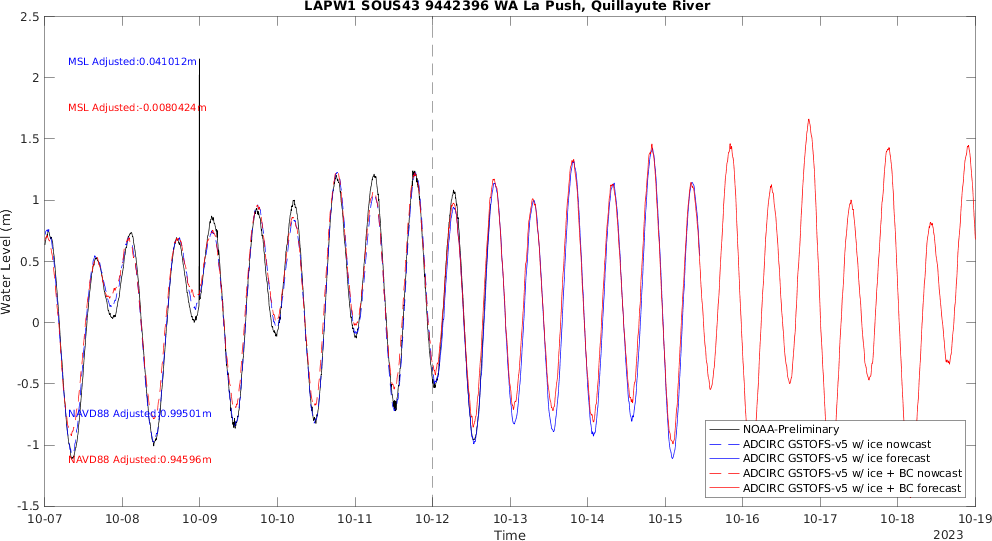 LAPW1 SOUS43 9442396 WA La Push, Quillayute River
2.5
2
1.5
1
0.5
0
-0.5
-1
-1.5
Water Level (m)
MSL Adjusted:0.041012m
MSL Adjusted:-0.0080424m
NAVD88 Adjusted:0.99501m
NAVD88 Adjusted:0.94596m
NOAA-Preliminary
ADCIRC GSTOFS-v5 w/ ice nowcast
ADCIRC GSTOFS-v5 w/ ice forecast
ADCIRC GSTOFS-v5 w/ ice + BC nowcast
ADCIRC GSTOFS-v5 w/ ice + BC forecast
10-07 10-08 10-09 10-10 10-11 10-12 10-13 10-14 10-15 10-16 10-17 10-18 10-19
Time
2023